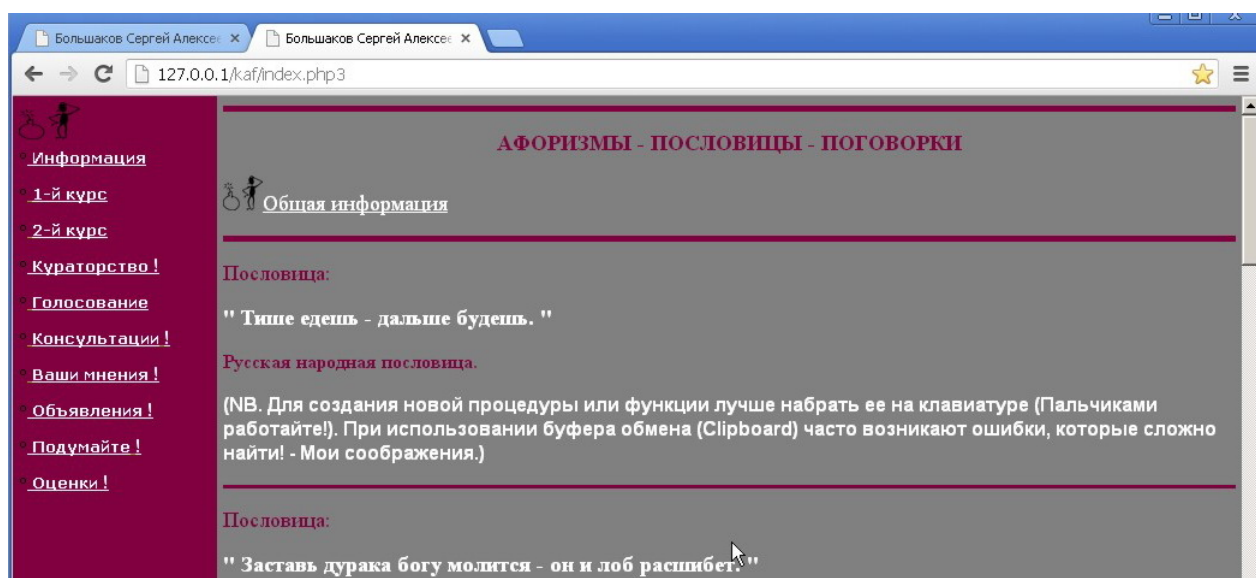 Большаков Сергей Алексее
Большаков Сергей Алексее
127.0.0.1/kaf/index.php3
Информация
1-й курс
2-й курс
Кураторство !
Голосование
Консультации !
Ваши мнения !
Объявления !
Подумайте !
Оценки !
АФОРИЗМЫ - ПОСЛОВИЦЫ - ПОГОВОРКИ
Общая информация
Пословица:
" Тише едешь - дальше будешь. "
Русская народная пословица.
(NB. Для создания новой процедуры или функции лучше набрать ее на клавиатуре (Пальчиками
работайте!). При использовании буфера обмена (Clipboard) часто возникают ошибки, которые сложно
найти! - Мои соображения.)
Пословица:
" Заставь дурака богу молится - он и лоб расшибет. "